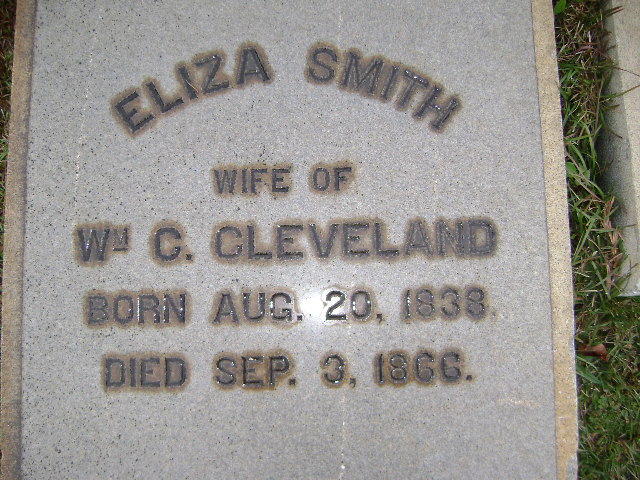 ELIZA SMITH
WIFE OF
Wᴹ C. CLEVELAND
BORN AUG. 20, 1838.
DIED SEP. 3, 1866.